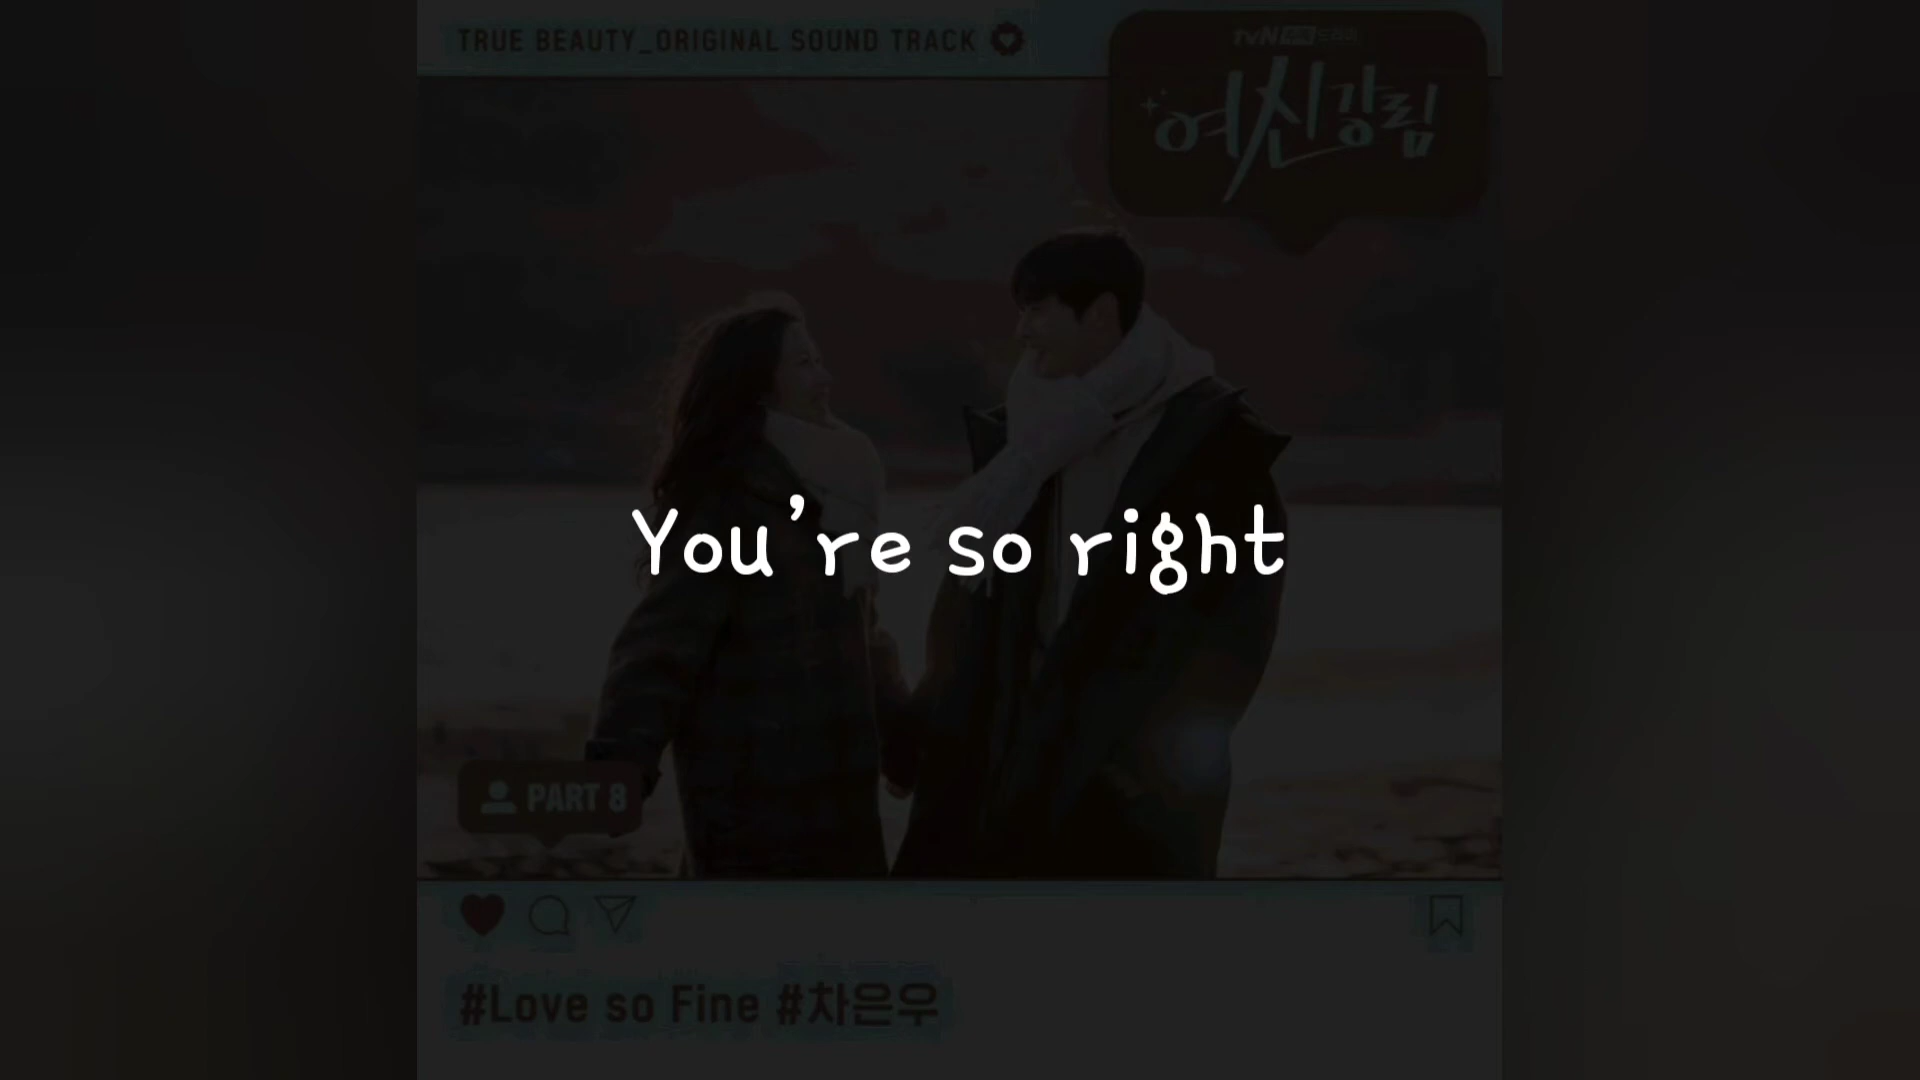 TRUE BEAUTY_ORIGINAL SOUND TRACK
tvN
여신강림
You're so right
PART 8
#Love so Fine #차은우